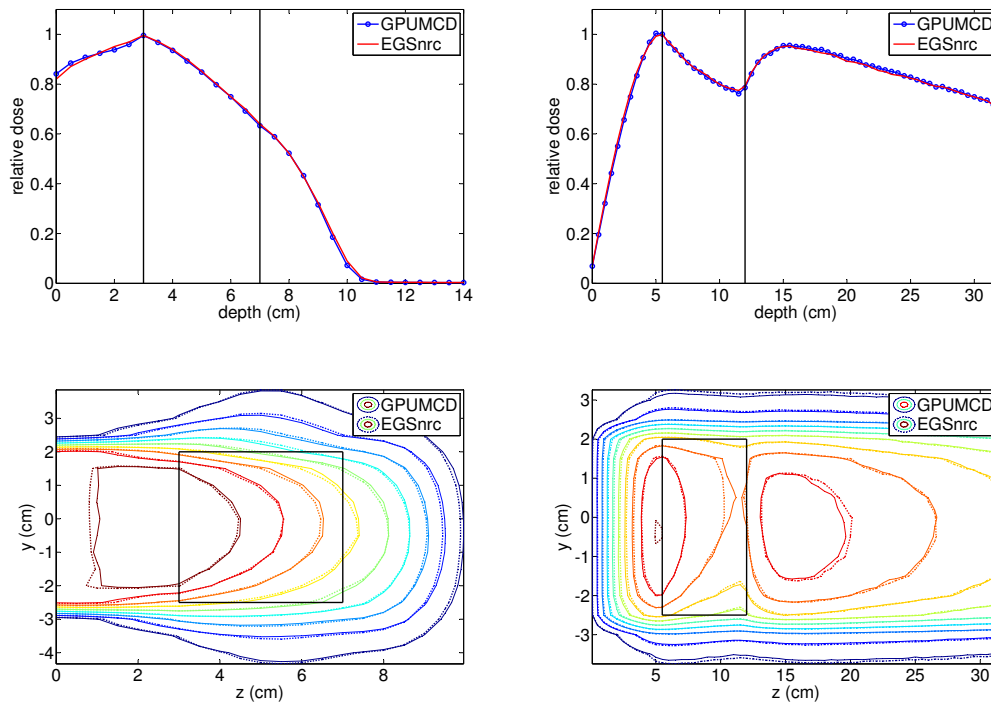 GPUMCD
EGSnrc
relative dose
1
0.8
0.6
0.4
0.2
0
0 2 4 6 8 10 12 14
depth (cm)
GPUMCD
EGSnrc
relative dose
1
0.8
0.6
0.4
0.2
0
0 5 10 15 20 25 30
depth (cm)
GPUMCD
EGSnrc
y (cm)
3
2
1
0
-1
-2
-3
-4
0 2 4 6 8
z (cm)
GPUMCD
EGSnrc
y (cm)
3
2
1
0
-1
-2
-3
5 10 15 20 25 30
z (cm)